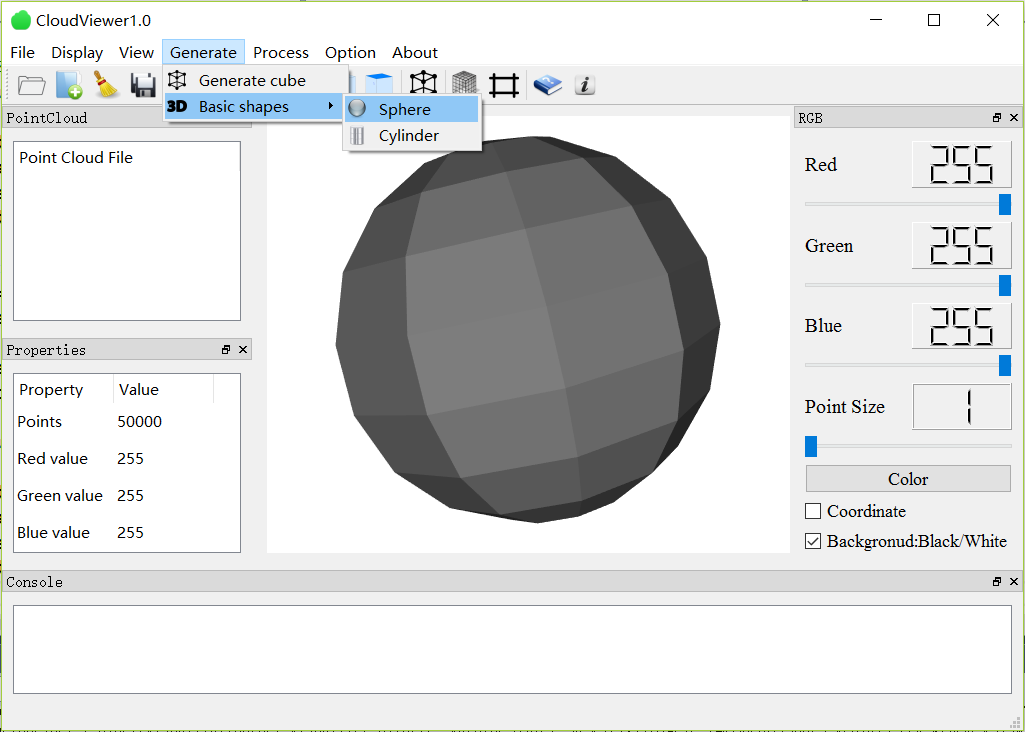 CloudViewer1.0
File Display View Generate Process Option About
Generate cube
3D Basic shapes
Sphere
Cylinder
PointCloud
Point Cloud File
Properties
Property Value
Points 50000
Red value 255
Green value 255
Blue value 255
RGB
Red 255
Green 255
Blue 255
Point Size 1
Color
Coordinate
Backgronud:Black/White
Console